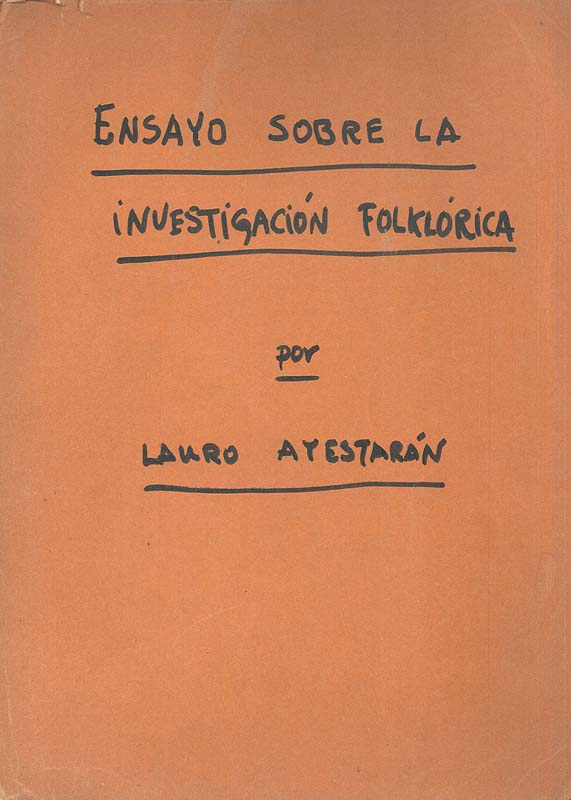 ENSAYO SOBRE LA
INVESTIGACIÓN FOLKLÓRICA
por
LAURO AYESTARÁN